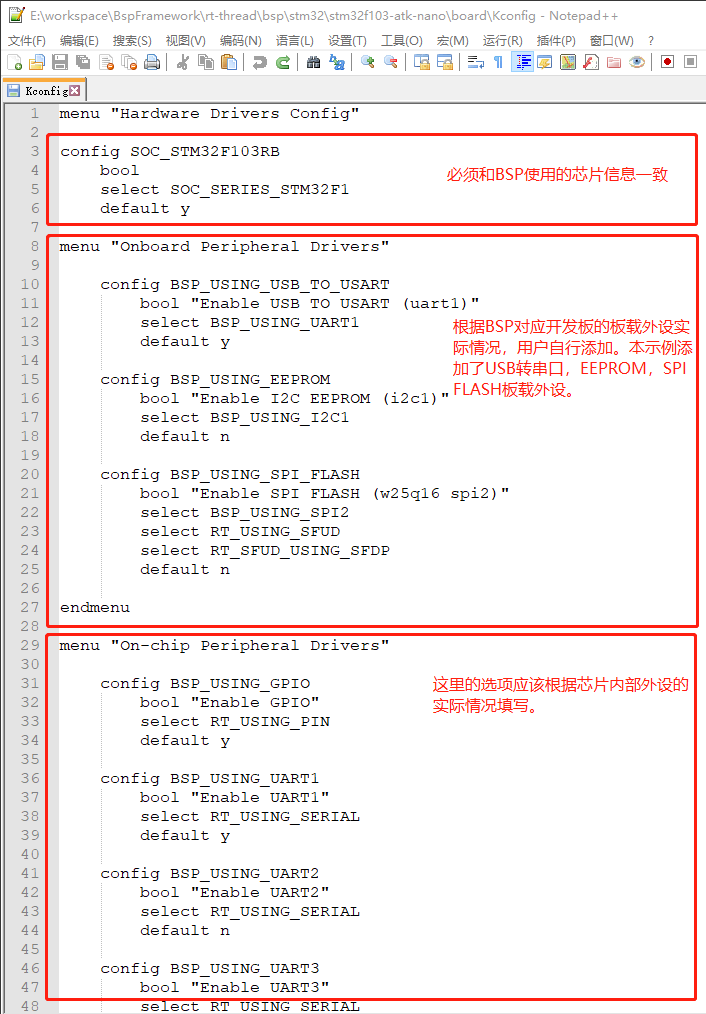 E:\workspace\BspFramework\rt-thread\bsp\stm32\stm32f103-atk-nano\board\Kconfig - Notepad++
文件(F) 编辑(E) 搜索(S) 视图(V) 编码(N) 语言(L) 设置(T) 工具(O) 宏(M) 运行(R) 插件(P) 窗口(W) ?
Kconfig
1 menu "Hardware Drivers Config"
2
3 config SOC_STM32F103RB
4 bool
5 select SOC_SERIES_STM32F1
6 default y
必须和BSP使用的芯片信息一致
7
8 menu "Onboard Peripheral Drivers"
9
10 config BSP_USING_USB_TO_USART
11 bool "Enable USB TO USART (uart1)"
12 select BSP_USING_UART1
13 default y
14
15 config BSP_USING_EEPROM
16 bool "Enable I2C EEPROM (i2c1)"
17 select BSP_USING_I2C1
18 default n
19
20 config BSP_USING_SPI_FLASH
21 bool "Enable SPI FLASH (w25q16 spi2)"
22 select BSP_USING_SPI2
23 select RT_USING_SFUD
24 select RT_SFUD_USING_SFDP
25 default n
26
27 endmenu
根据BSP对应开发板的板载外设实
际情况，用户自行添加。本示例添
加了USB转串口，EEPROM，SPI
FLASH板载外设。
28
29 menu "On-chip Peripheral Drivers"
30
31 config BSP_USING_GPIO
32 bool "Enable GPIO"
33 select RT_USING_PIN
34 default y
这里的选项应该根据芯片内部外设的
实际情况填写。
35
36 config BSP_USING_UART1
37 bool "Enable UART1"
38 select RT_USING_SERIAL
39 default y
40
41 config BSP_USING_UART2
42 bool "Enable UART2"
43 select RT_USING_SERIAL
44 default n
45
46 config BSP_USING_UART3
47 bool "Enable UART3"
48 select RT_USING_SERIAL